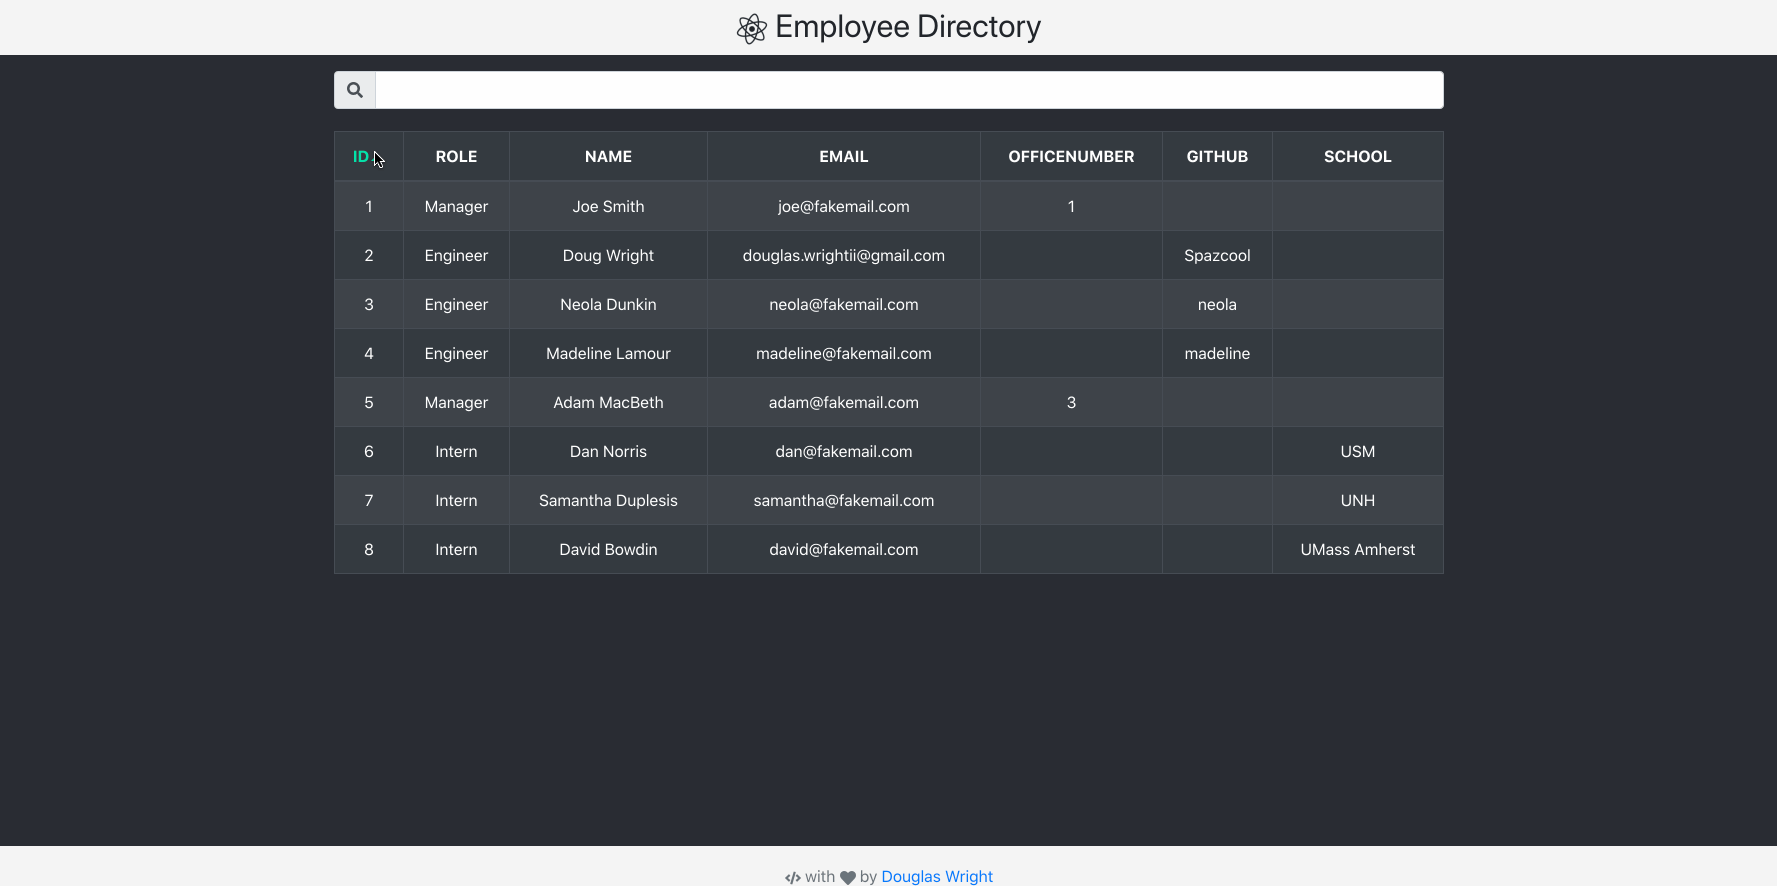 Employee Directory
ID ROLE NAME EMAIL OFFICENUMBER GITHUB SCHOOL
1 Manager Joe Smith joe@fakemail.com 1
2 Engineer Doug Wright douglas.wrightii@gmail.com Spazcool
3 Engineer Neola Dunkin neola@fakemail.com neola
4 Engineer Madeline Lamour madeline@fakemail.com madeline
5 Manager Adam MacBeth adam@fakemail.com 3
6 Intern Dan Norris dan@fakemail.com USM
7 Intern Samantha Duplesis samantha@fakemail.com UNH
8 Intern David Bowdin david@fakemail.com UMass Amherst
</> with ♥ by Douglas Wright